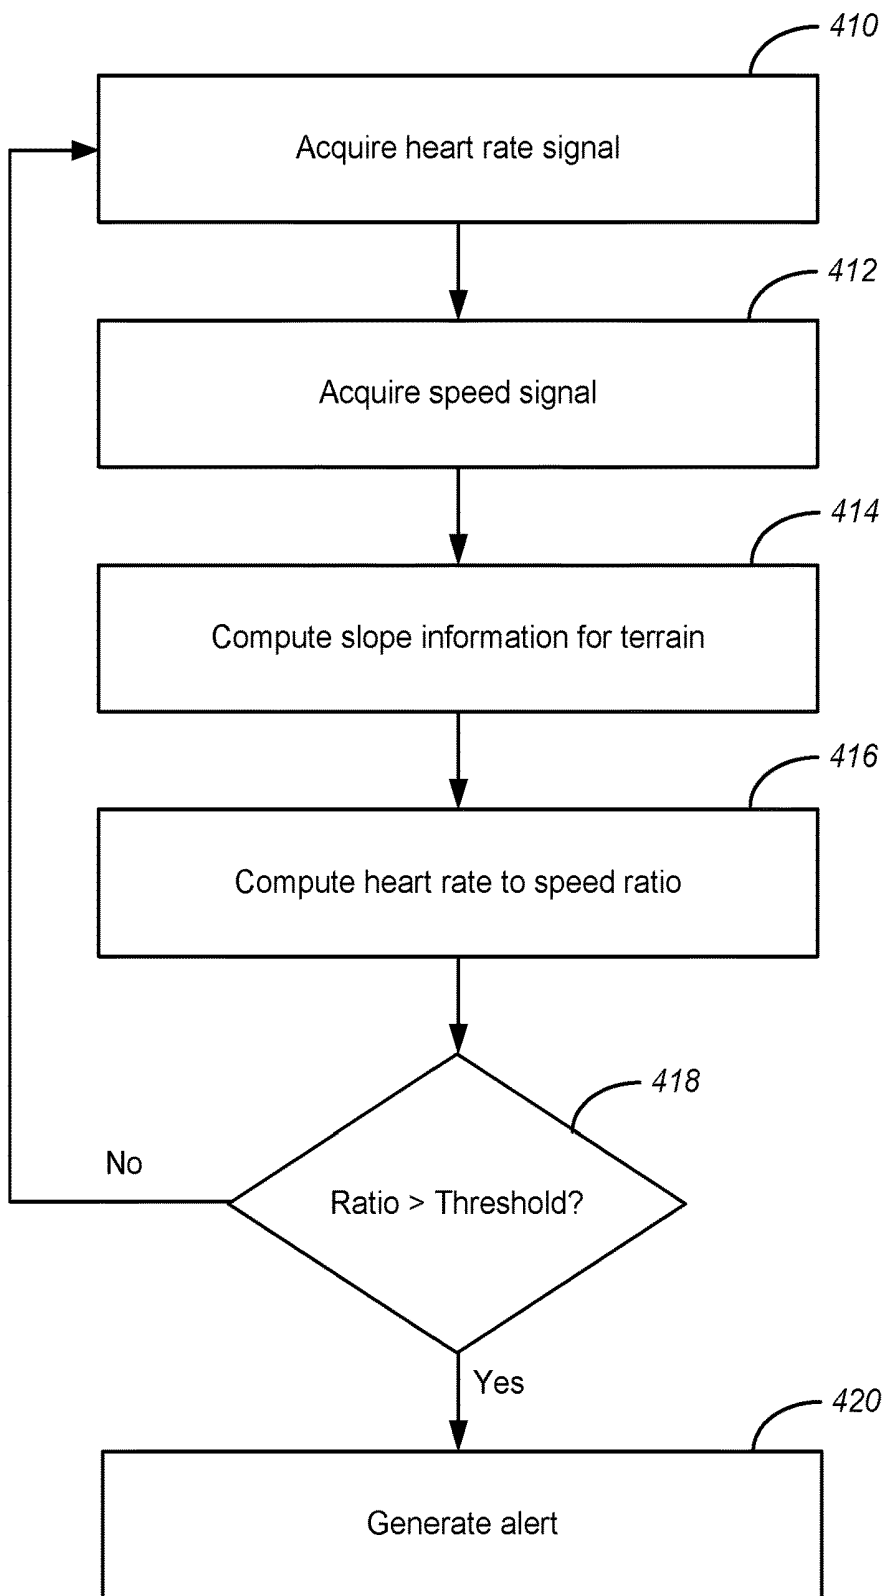 410
Acquire heart rate signal
412
Acquire speed signal
414
Compute slope information for terrain
416
Compute heart rate to speed ratio
418
No
Ratio > Threshold?
Yes
420
Generate alert